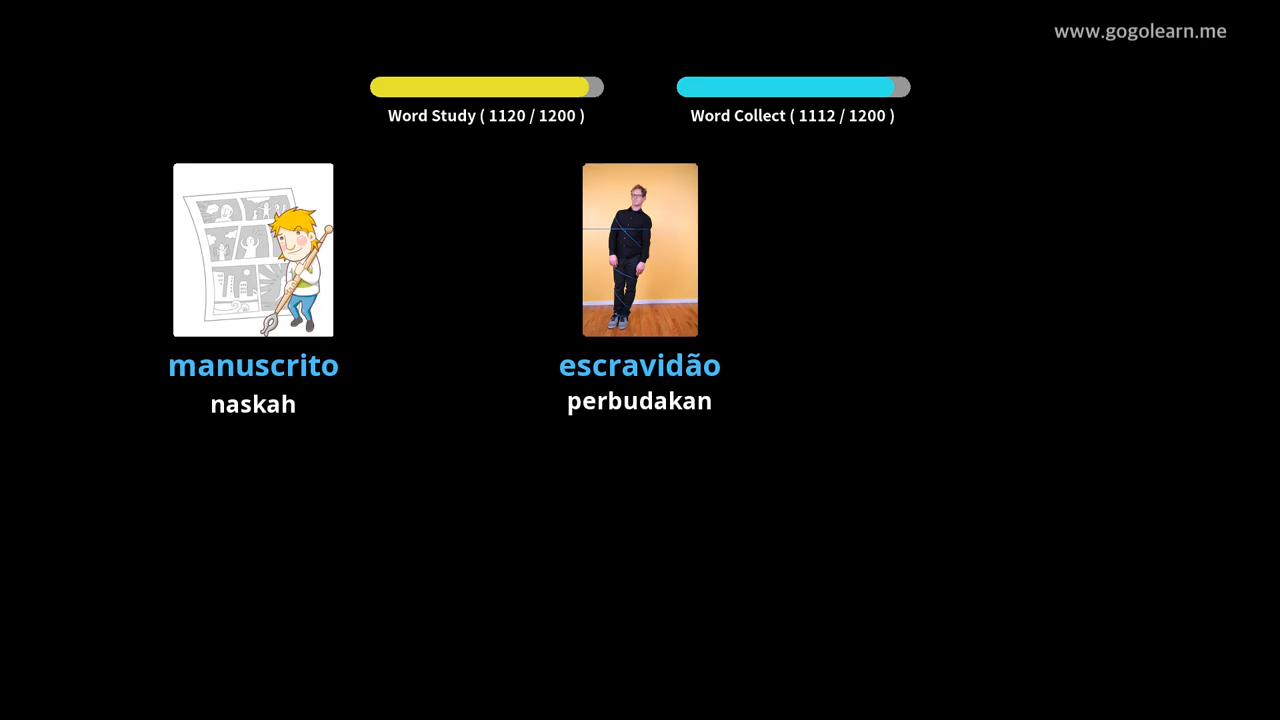 www.gogolearn.me
Word Study ( 1120 / 1200 )
Word Collect ( 1112 / 1200 )
manuscrito
naskah
escravidão
perbudakan